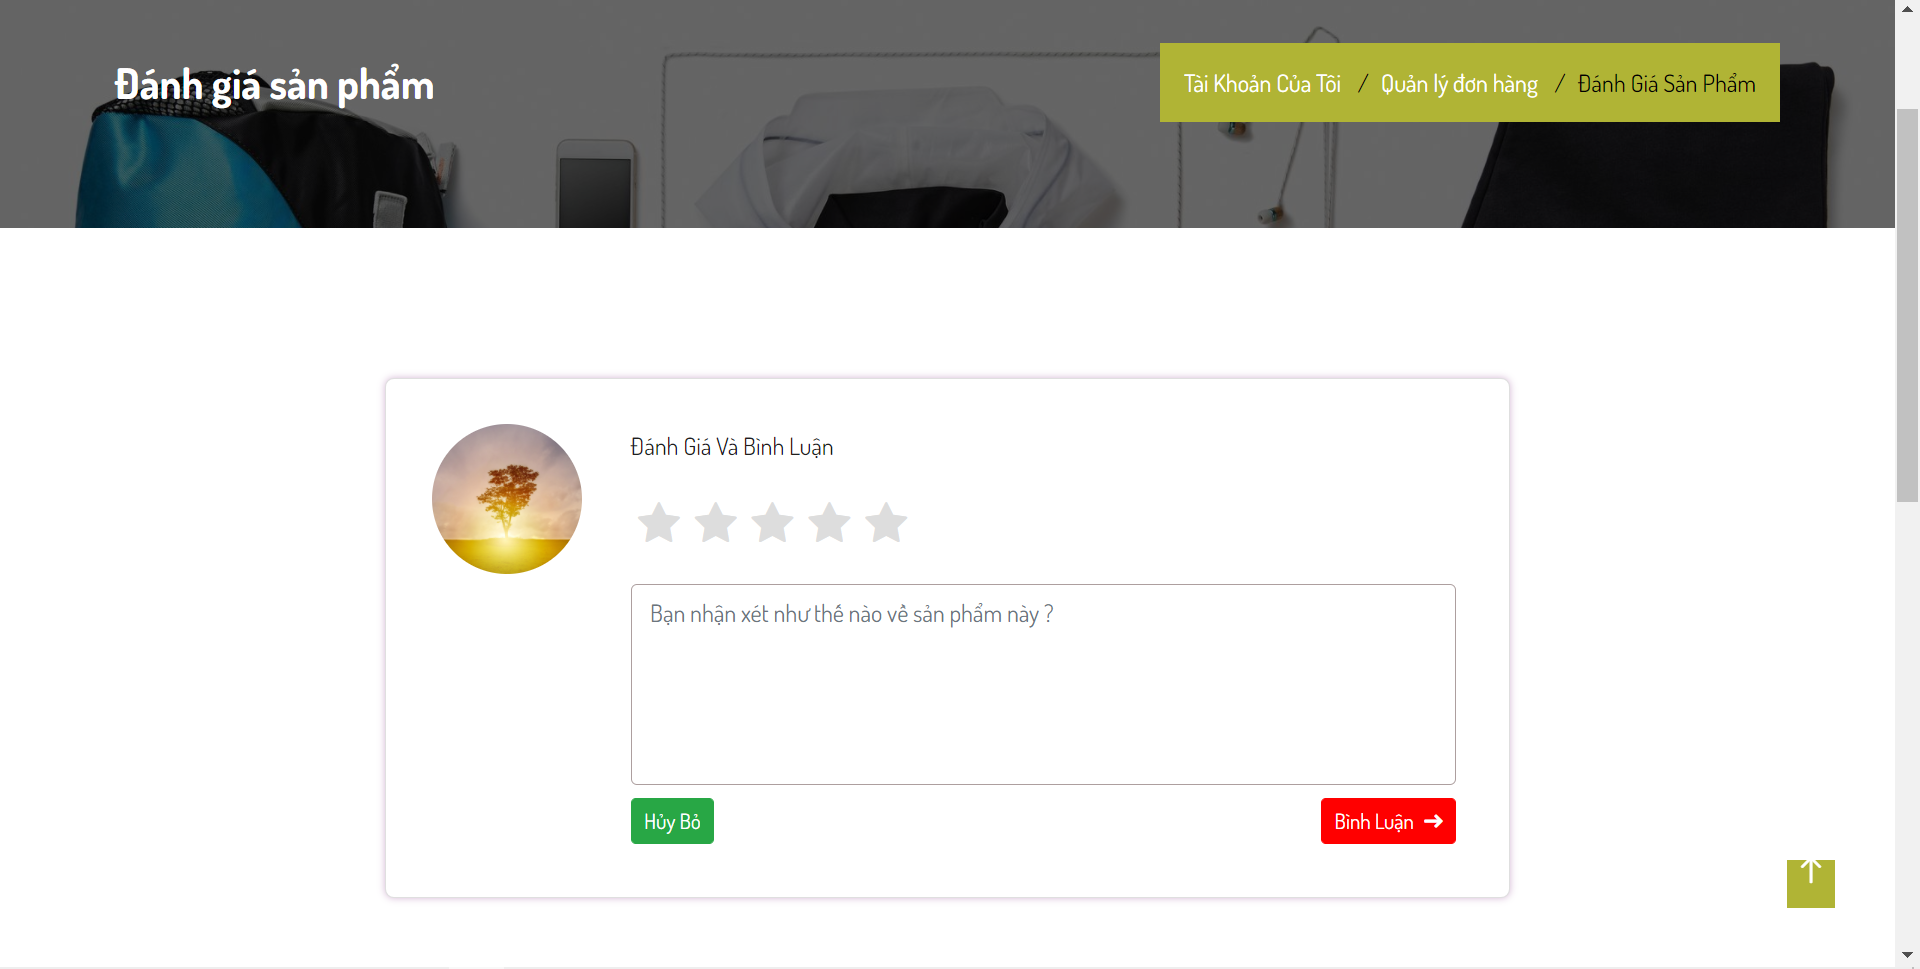 Đánh giá sản phẩm
Tài Khoản Của Tôi / Quản lý đơn hàng / Đánh Giá Sản Phẩm
Đánh Giá Và Bình Luận
Bạn nhận xét như thế nào về sản phẩm này ?
Hủy Bỏ
Bình Luận